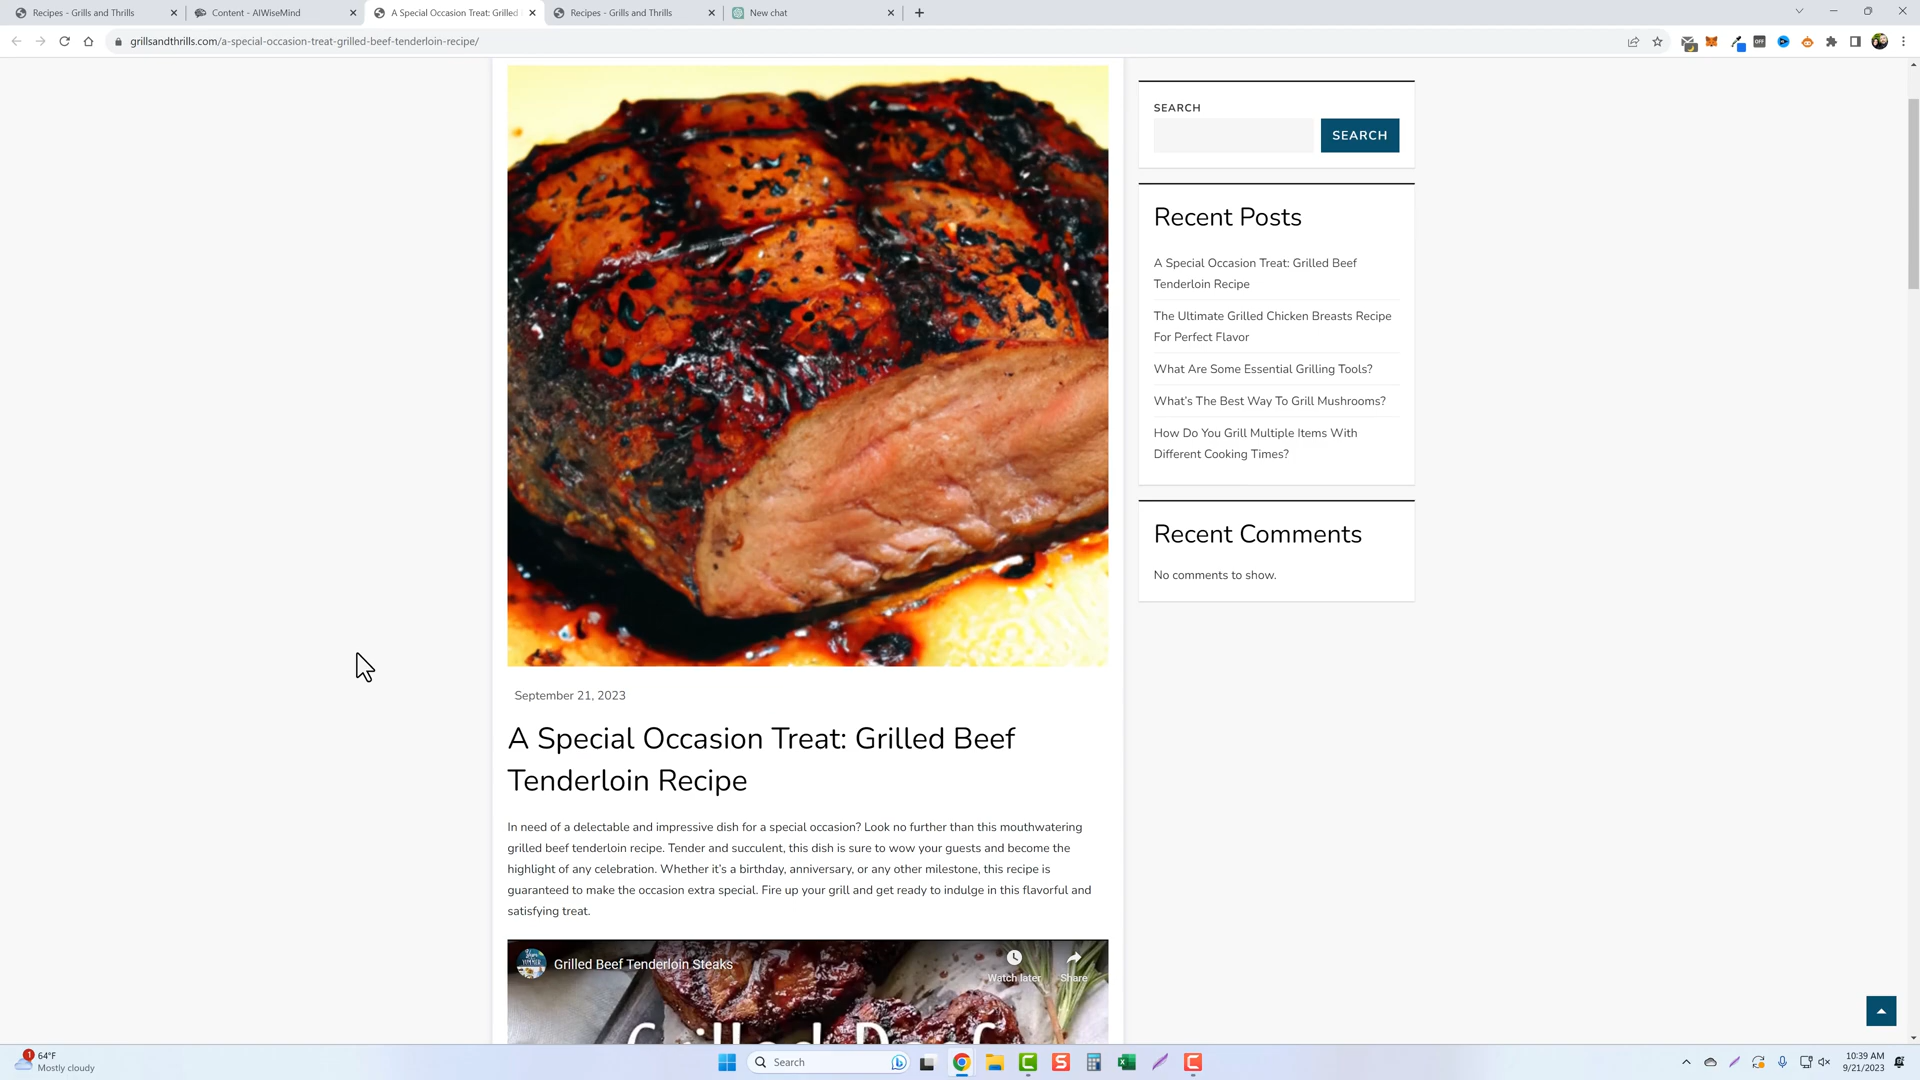 Recipes - Grills and Thrills
Content - AIWiseMind
A Special Occasion Treat: Grilled
Recipes - Grills and Thrills
New chat
grillsandthrills.com/a-special-occasion-treat-grilled-beef-tenderloin-recipe/
OFF
SEARCH
SEARCH
Recent Posts
A Special Occasion Treat: Grilled Beef
Tenderloin Recipe
The Ultimate Grilled Chicken Breasts Recipe
For Perfect Flavor
What Are Some Essential Grilling Tools?
What's The Best Way To Grill Mushrooms?
How Do You Grill Multiple Items With
Different Cooking Times?
Recent Comments
No comments to show.
September 21, 2023
A Special Occasion Treat: Grilled Beef
Tenderloin Recipe
In need of a delectable and impressive dish for a special occasion? Look no further than this mouthwatering
grilled beef tenderloin recipe. Tender and succulent, this dish is sure to wow your guests and become the
highlight of any celebration. Whether it's a birthday, anniversary, or any other milestone, this recipe is
guaranteed to make the occasion extra special. Fire up your grill and get ready to indulge in this flavorful and
satisfying treat.
Grilled Beef Tenderloin Steaks
Watch later
Share
1
64°F
Mostly cloudy
Search
10:39 AM
9/21/2023